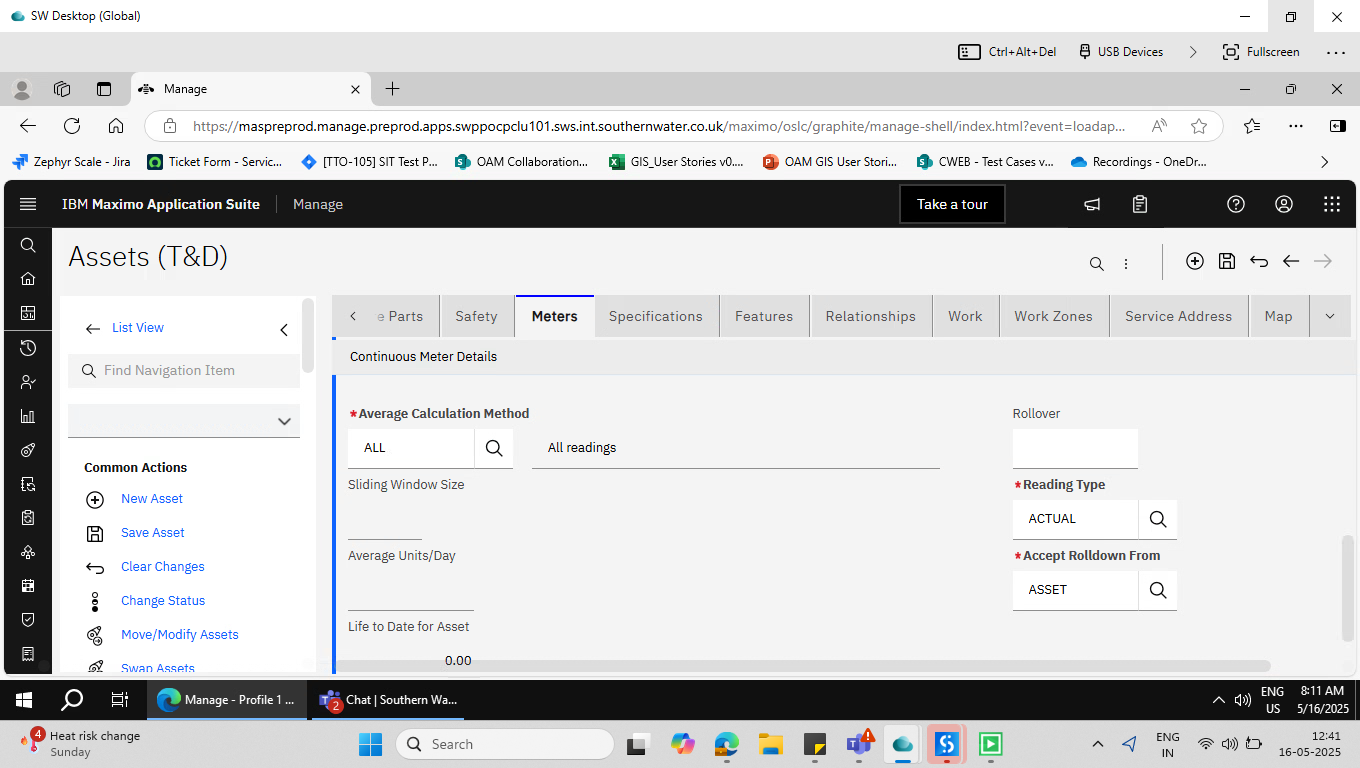 SW Desktop (Global)
Ctrl+Alt+Del
USB Devices
Fullscreen
Manage
https://maspreprod.manage.preprod.apps.swppocpclu101.sws.int.southernwater.co.uk/maximo/oslc/graphite/manage-shell/index.html?event=loadap...
Zephyr Scale - Jira
Ticket Form - Servic...
[TTO-105] SIT Test P...
OAM Collaboration...
GIS_User Stories v0....
OAM GIS User Stori...
CWEB - Test Cases v...
Recordings - OneDr...
IBM Maximo Application Suite
Manage
Take a tour
Assets (T&D)
List View
Find Navigation Item
Common Actions
New Asset
Save Asset
Clear Changes
Change Status
Move/Modify Assets
Swap Assets
e Parts
Safety
Meters
Specifications
Features
Relationships
Work
Work Zones
Service Address
Map
Continuous Meter Details
*Average Calculation Method
ALL
All readings
Sliding Window Size
Average Units/Day
Life to Date for Asset
0.00
Rollover
*Reading Type
ACTUAL
*Accept Rolldown From
ASSET
Manage - Profile 1 ...
2
Chat | Southern Wa...
ENG
US
8:11 AM
5/16/2025
4
Heat risk change
Sunday
Search
ENG
IN
12:41
16-05-2025